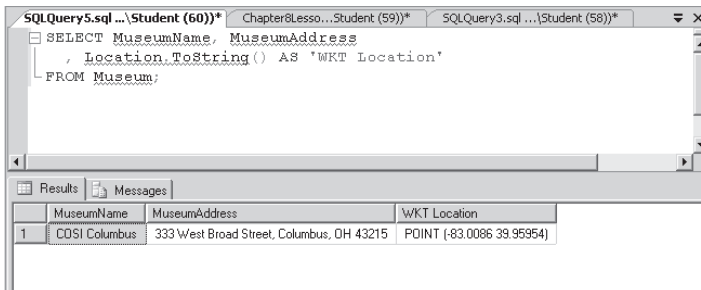 SQLQuery5.sql ...\Student (60))* Chapter8Lesso...Student (59))* SQLQuery3.sql ...\Student (58))*
SELECT MuseumName, MuseumAddress
, Location.ToString() AS 'WKT Location'
FROM Museum;
Results Messages
MuseumName MuseumAddress WKT Location
1 COSI Columbus 333 West Broad Street, Columbus, OH 43215 POINT (-83.0086 39.95954)